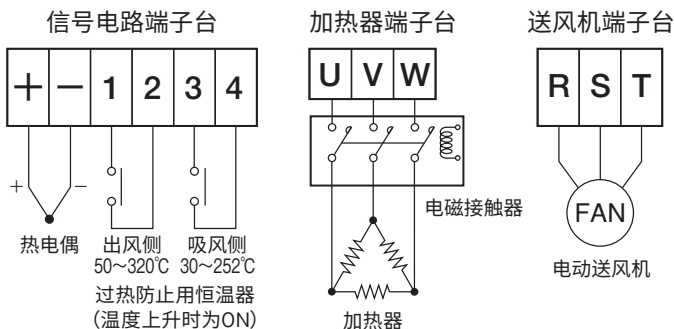 信号电路端子台
加热器端子台
送风机端子台
+ − 1 2 3 4
U V W
R S T
+ −
热电偶
出风侧
50~320℃
吸风侧
30~252℃
过热防止用恒温器
(温度上升时为ON)
电磁接触器
加热器
FAN
电动送风机